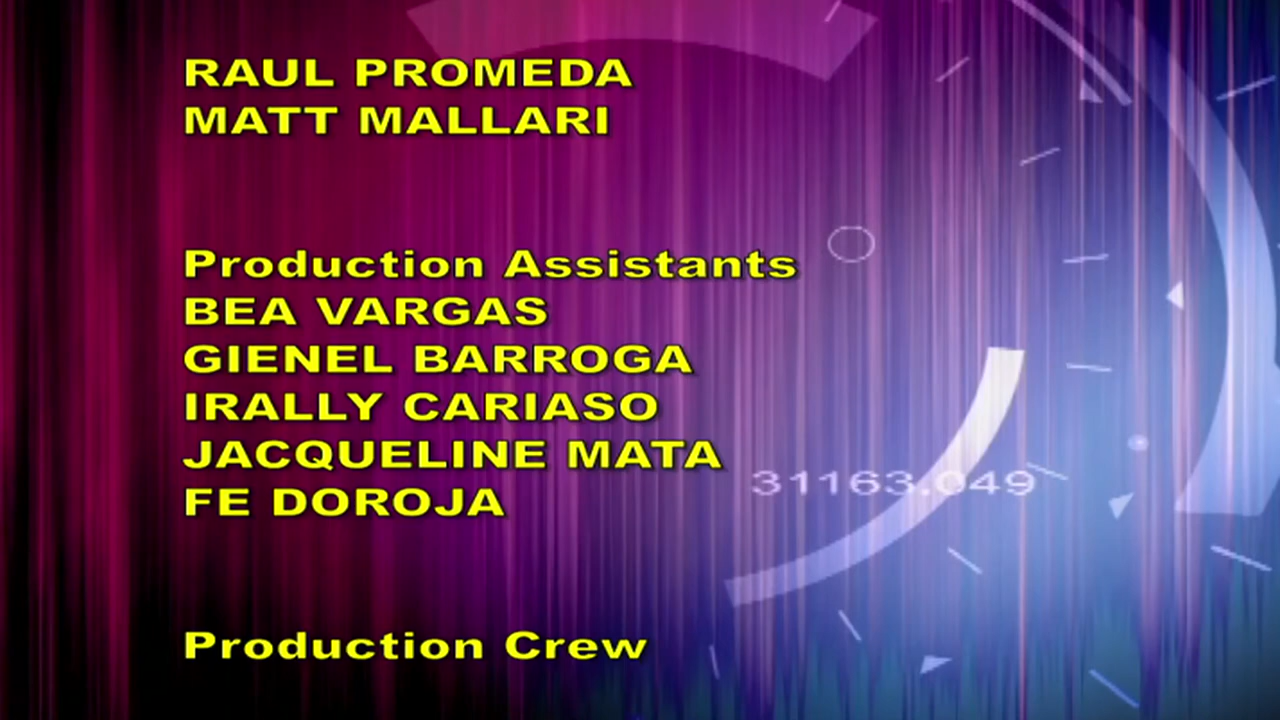 RAUL PROMEDA
MATT MALLARI
Production Assistants
BEA VARGAS
GIENEL BARROGA
IRALLY CARIASO
JACQUELINE MATA
31163.049
FE DOROJA
Production Crew